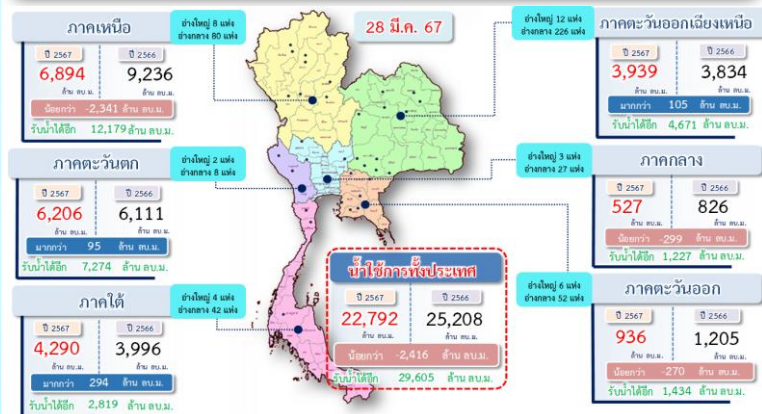 ภาคเหนือ
ปี 2567 ปี 2566
6,894 9,236
ล้าน ลบ.ม. ล้าน ลบ.ม.
น้อยกว่า -2,341 ล้าน ลบ.ม.
รับน้ำได้อีก 12,179 ล้าน ลบ.ม.
อ่างใหญ่ 8 แห่ง
อ่างกลาง 80 แห่ง
28 มี.ค. 67
อ่างใหญ่ 12 แห่ง
อ่างกลาง 226 แห่ง
ภาคตะวันออกเฉียงเหนือ
ปี 2567 ปี 2566
3,939 3,834
ล้าน ลบ.ม. ล้าน ลบ.ม.
มากกว่า 105 ล้าน ลบ.ม.
รับน้ำได้อีก 4,671 ล้าน ลบ.ม.
ภาคตะวันตก
ปี 2567 ปี 2566
6,206 6,111
ล้าน ลบ.ม. ล้าน ลบ.ม.
มากกว่า 95 ล้าน ลบ.ม.
รับน้ำได้อีก 7,274 ล้าน ลบ.ม.
อ่างใหญ่ 2 แห่ง
อ่างกลาง 8 แห่ง
อ่างใหญ่ 3 แห่ง
อ่างกลาง 27 แห่ง
ภาคกลาง
ปี 2567 ปี 2566
527 826
ล้าน ลบ.ม. ล้าน ลบ.ม.
น้อยกว่า -299 ล้าน ลบ.ม.
รับน้ำได้อีก 1,227 ล้าน ลบ.ม.
ภาคใต้
ปี 2567 ปี 2566
4,290 3,996
ล้าน ลบ.ม. ล้าน ลบ.ม.
มากกว่า 294 ล้าน ลบ.ม.
รับน้ำได้อีก 2,819 ล้าน ลบ.ม.
อ่างใหญ่ 4 แห่ง
อ่างกลาง 42 แห่ง
น้ำใช้การทั้งประเทศ
ปี 2567 ปี 2566
22,792 25,208
ล้าน ลบ.ม. ล้าน ลบ.ม.
น้อยกว่า -2,416 ล้าน ลบ.ม.
รับน้ำได้อีก 29,605 ล้าน ลบ.ม.
อ่างใหญ่ 6 แห่ง
อ่างกลาง 52 แห่ง
ภาคตะวันออก
ปี 2567 ปี 2566
936 1,205
ล้าน ลบ.ม. ล้าน ลบ.ม.
น้อยกว่า -270 ล้าน ลบ.ม.
รับน้ำได้อีก 1,434 ล้าน ลบ.ม.